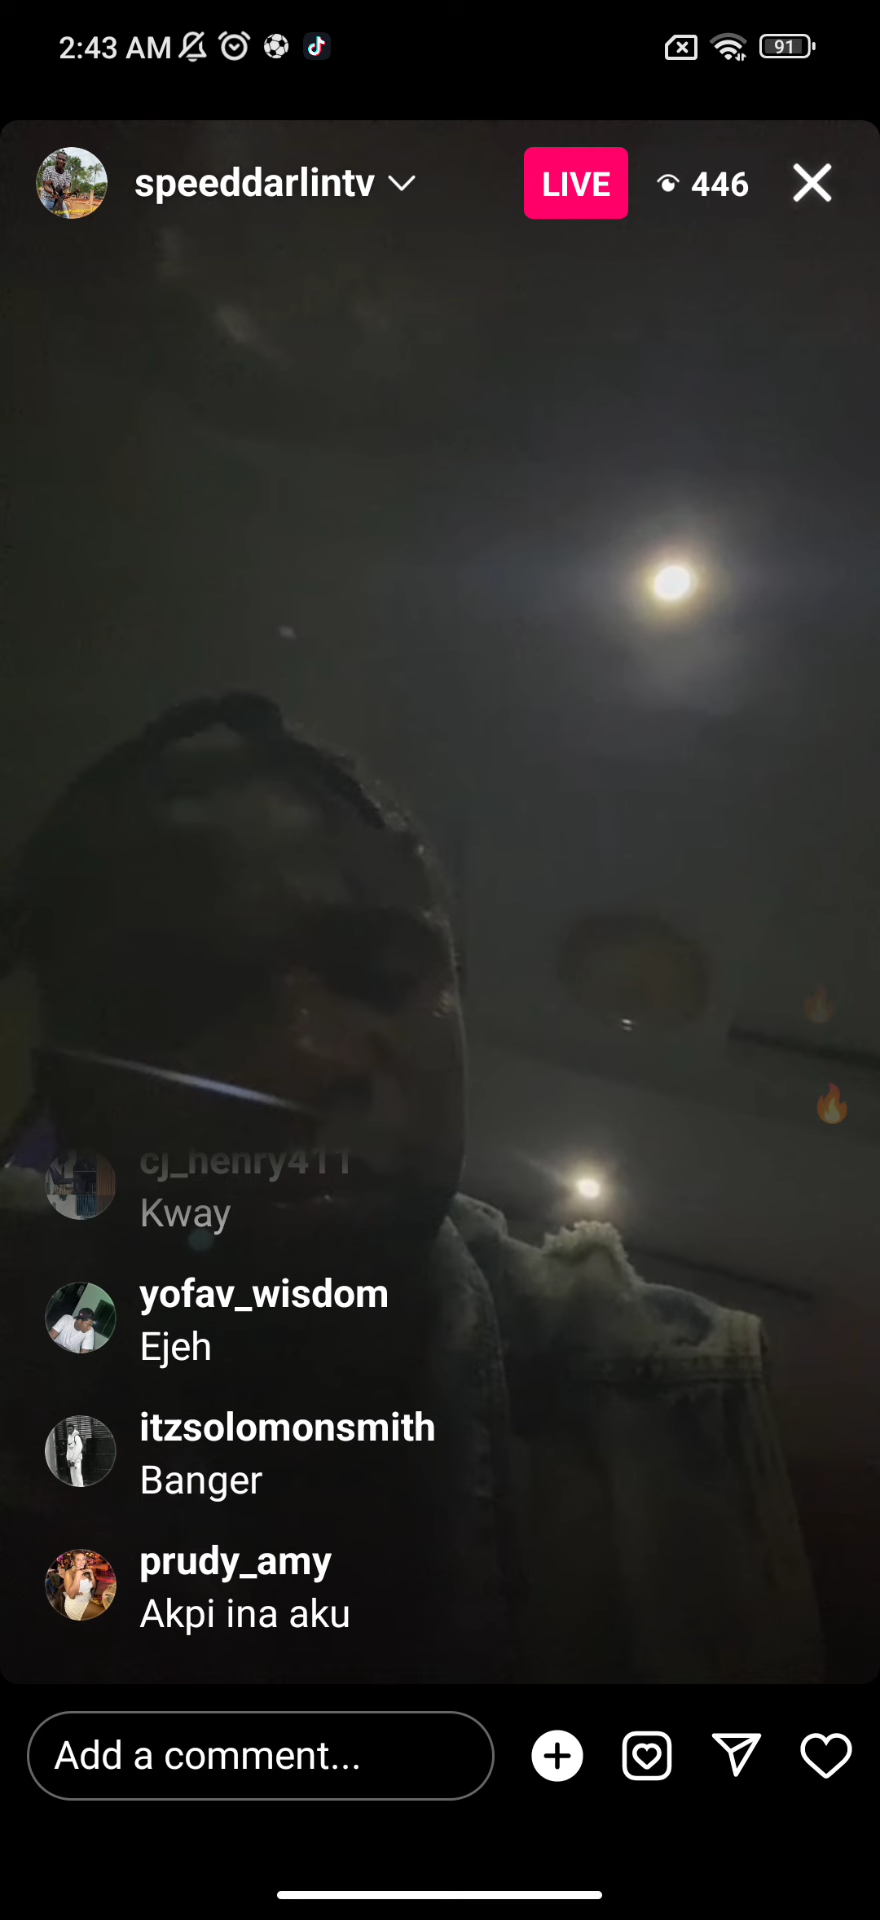 2:43 AM
91
speeddarlintv
LIVE
446
cj_henry411
Kway
yofav_wisdom
Ejeh
itzsolomonsmith
Banger
prudy_amy
Akpi ina aku
Add a comment...